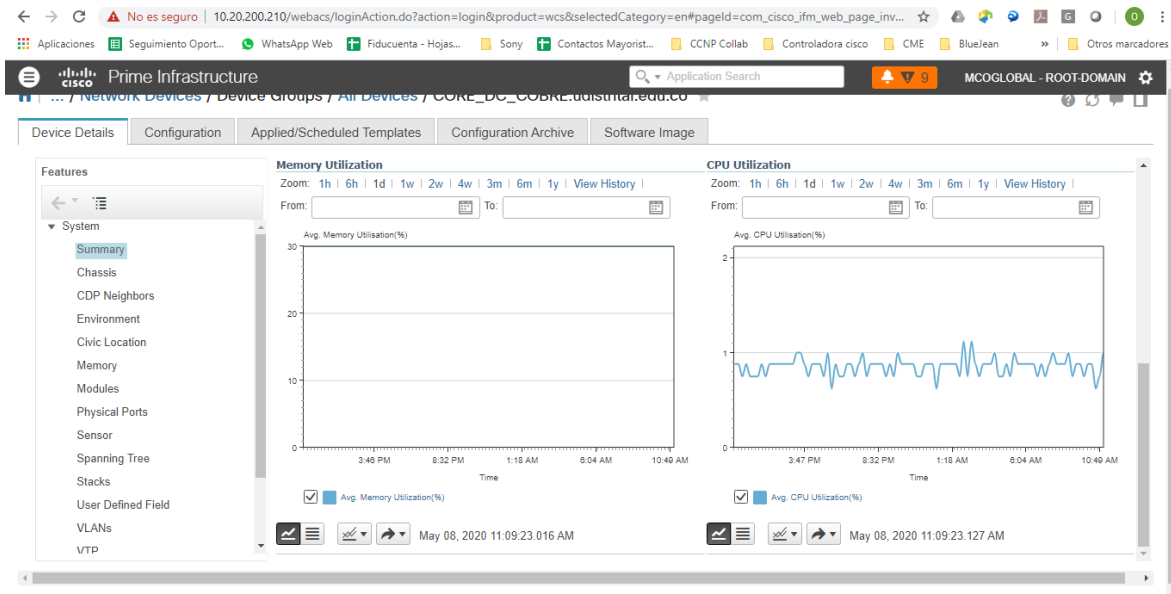 No es seguro | 10.20.200.210/webacs/loginAction.do?action=login&product=wcs&selectedCategory=en#pageId=com_cisco_ifm_web_page_inv...
Aplicaciones Seguimiento Oport... WhatsApp Web Fiducuenta - Hojas... Sony Contactos Mayorist... CCNP Collab Controladora cisco CME BlueJean » Otros marcadores
cisco Prime Infrastructure Application Search 9 MCOGLOBAL - ROOT-DOMAIN
... / Network Devices / Device Groups / All Devices / CORE_DC_COBRE.udistrital.edu.co
Device Details Configuration Applied/Scheduled Templates Configuration Archive Software Image
Features
System
Summary
Chassis
CDP Neighbors
Environment
Civic Location
Memory
Modules
Physical Ports
Sensor
Spanning Tree
Stacks
User Defined Field
VLANs
VTP
Memory Utilization
Zoom: 1h | 6h | 1d | 1w | 2w | 4w | 3m | 6m | 1y | View History |
From: To:
Avg. Memory Utilisation(%)
30
20
10
0
3:46 PM 8:32 PM 1:18 AM 6:04 AM 10:49 AM
Time
Avg. Memory Utilization(%)
May 08, 2020 11:09:23.016 AM
CPU Utilization
Zoom: 1h | 6h | 1d | 1w | 2w | 4w | 3m | 6m | 1y | View History |
From: To:
Avg. CPU Utilisation(%)
2
1
0
3:47 PM 8:32 PM 1:18 AM 6:04 AM 10:49 AM
Time
Avg. CPU Utilization(%)
May 08, 2020 11:09:23.127 AM